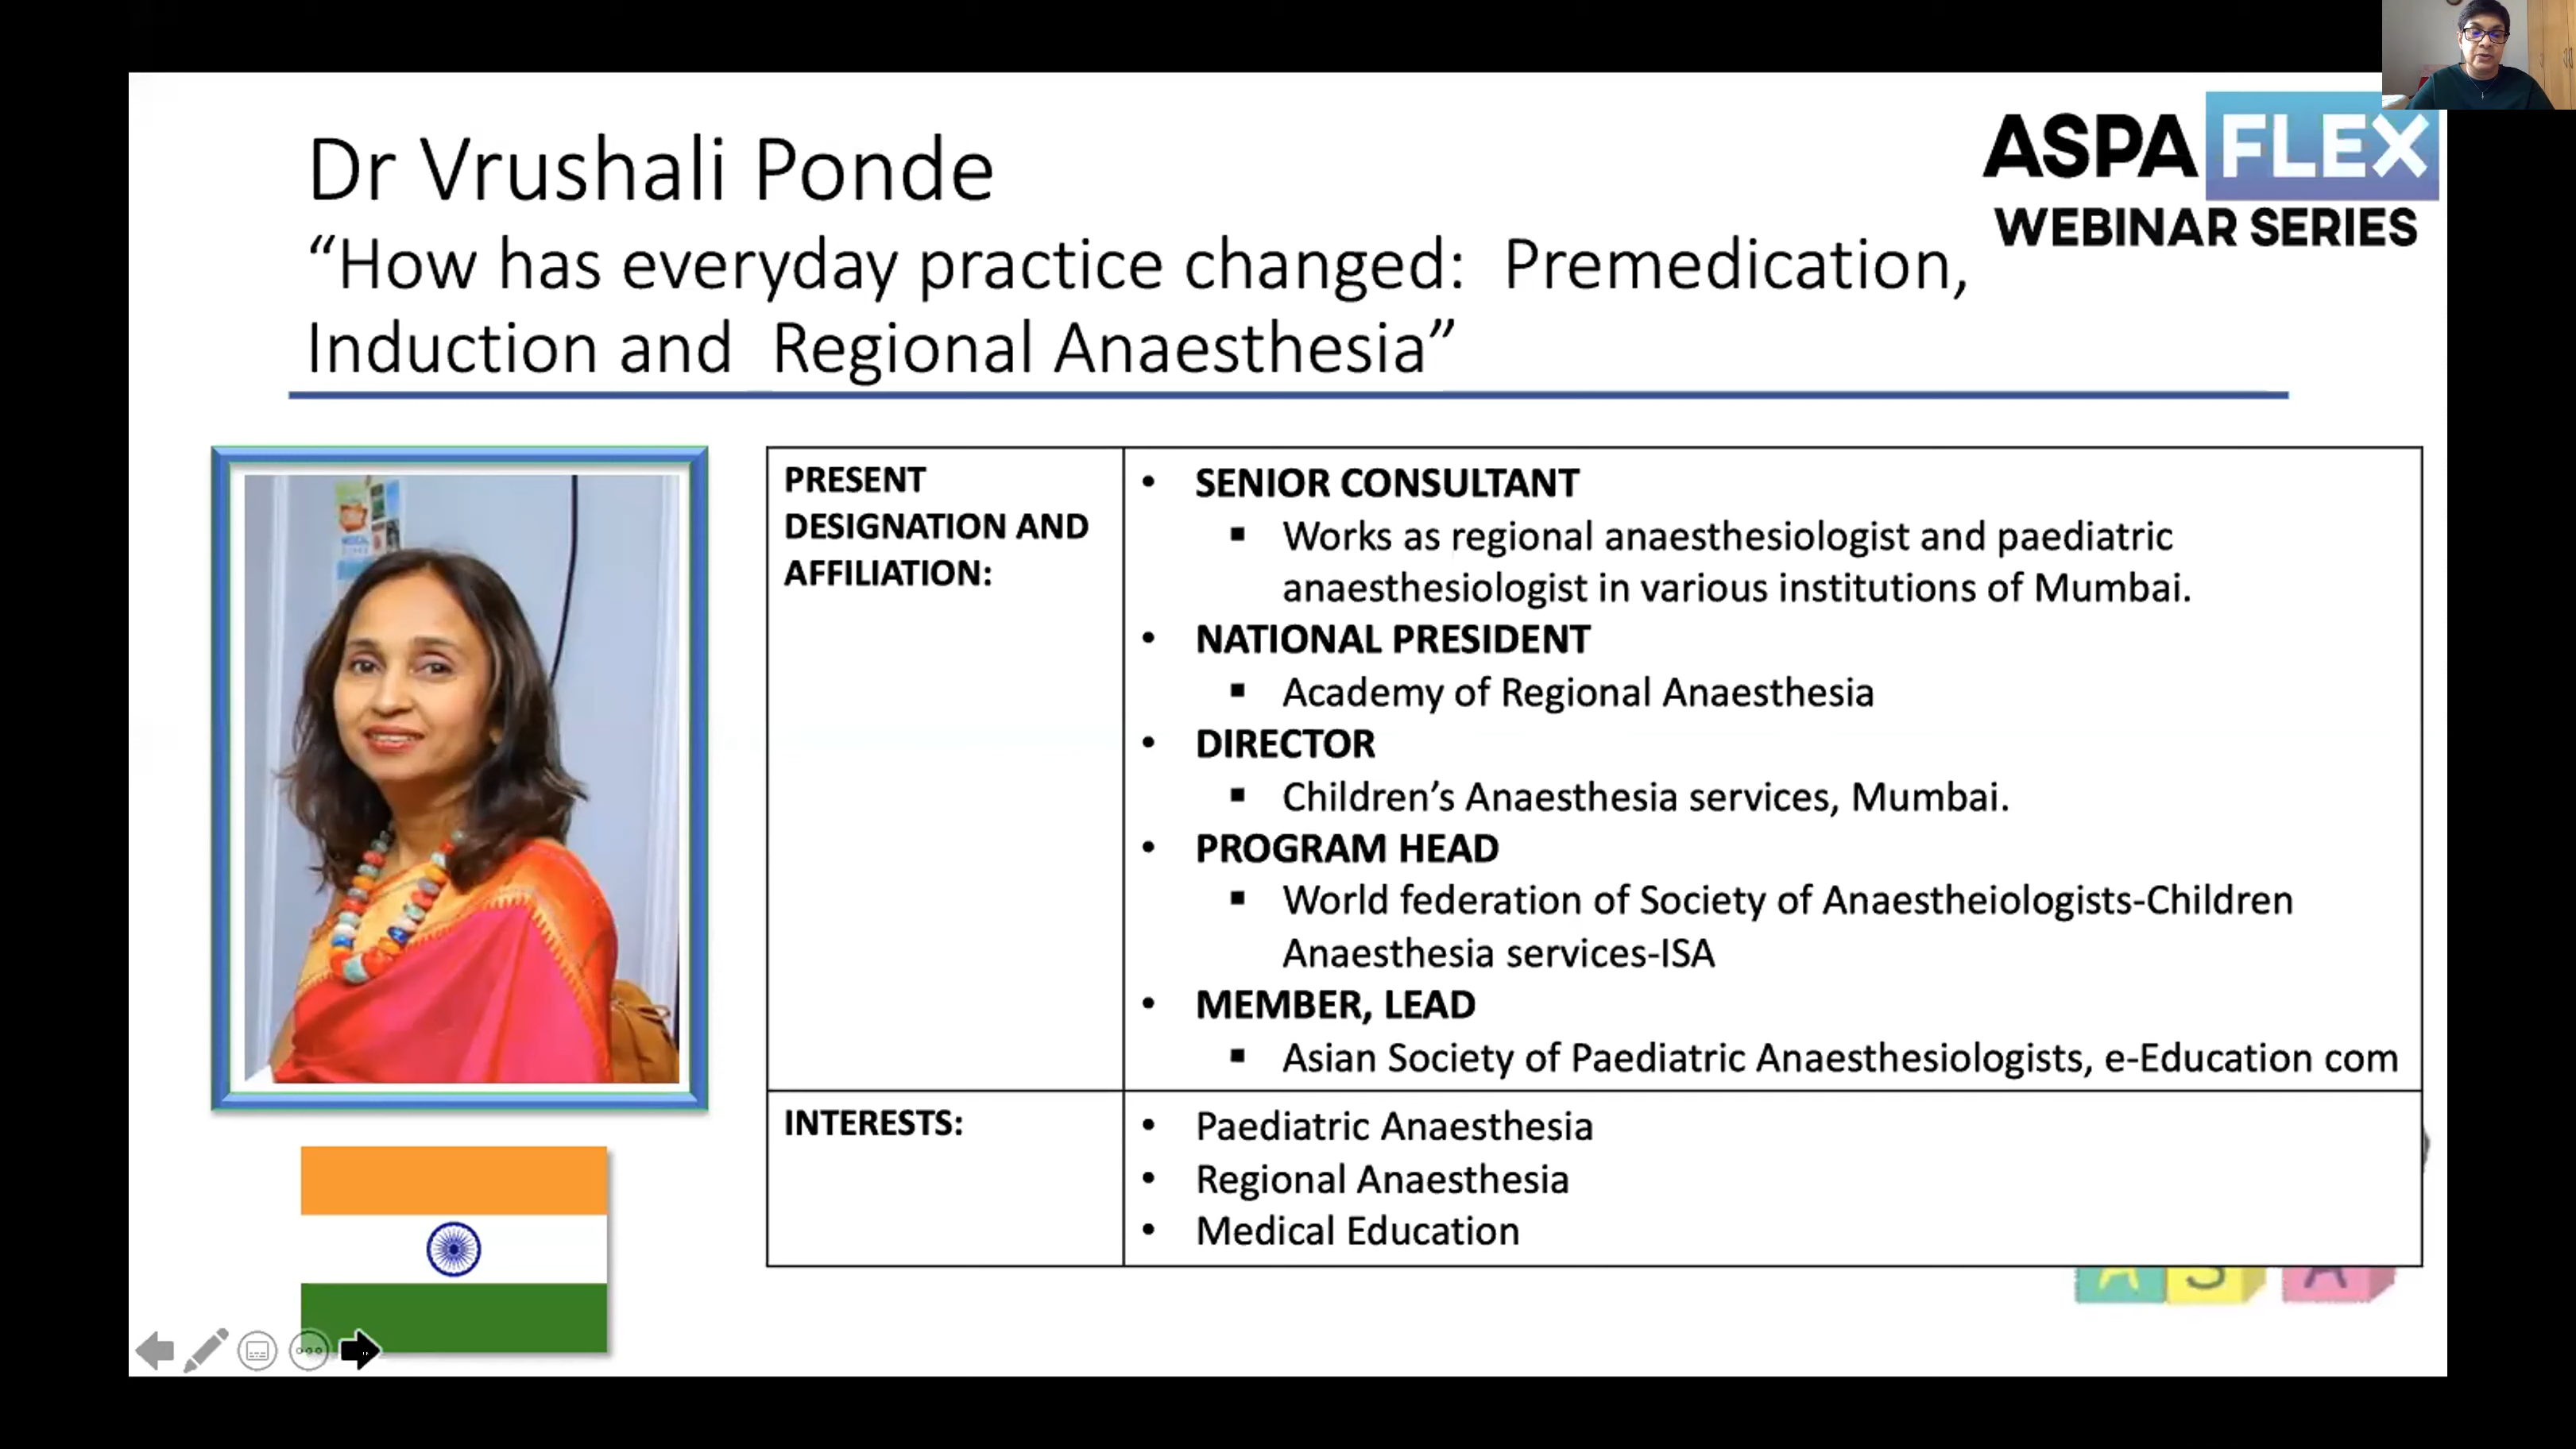 Dr Vrushali Ponde
“How has everyday practice changed:  Premedication,
Induction and  Regional Anaesthesia”
ASPA FLEX
WEBINAR SERIES
PRESENT
DESIGNATION AND
AFFILIATION:
• SENIOR CONSULTANT
▪ Works as regional anaesthesiologist and paediatric
anaesthesiologist in various institutions of Mumbai.
• NATIONAL PRESIDENT
▪ Academy of Regional Anaesthesia
• DIRECTOR
▪ Children’s Anaesthesia services, Mumbai.
• PROGRAM HEAD
▪ World federation of Society of Anaestheiologists-Children
Anaesthesia services-ISA
• MEMBER, LEAD
▪ Asian Society of Paediatric Anaesthesiologists, e-Education com
INTERESTS:
• Paediatric Anaesthesia
• Regional Anaesthesia
• Medical Education
A S A